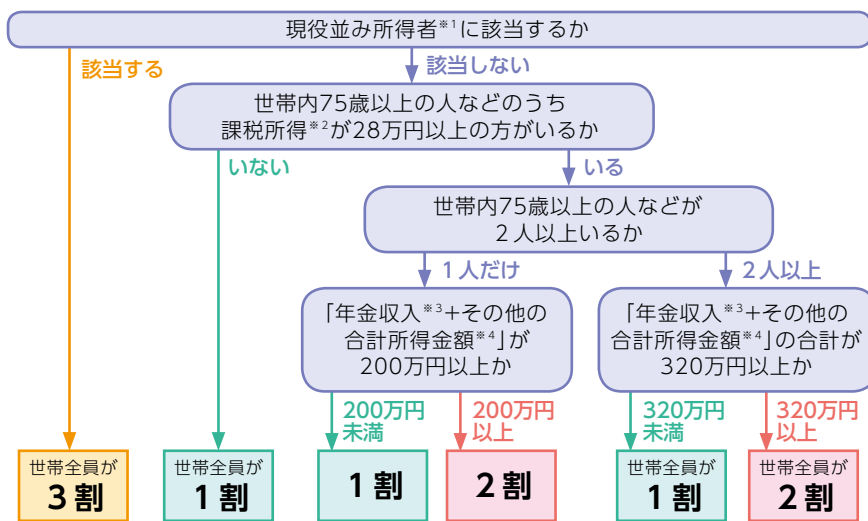 現役並み所得者※1に該当するか
該当する
該当しない
世帯内75歳以上の人などのうち
課税所得※2が28万円以上の方がいるか
いない
いる
世帯内75歳以上の人などが
2人以上いるか
1人だけ
2人以上
「年金収入※3+その他の
合計所得金額※4」が
200万円以上か
「年金収入※3+その他の
合計所得金額※4」の合計が
320万円以上か
200万円
未満
200万円
以上
320万円
未満
320万円
以上
世帯全員が
3割
世帯全員が
1割
1割
2割
世帯全員が
1割
世帯全員が
2割